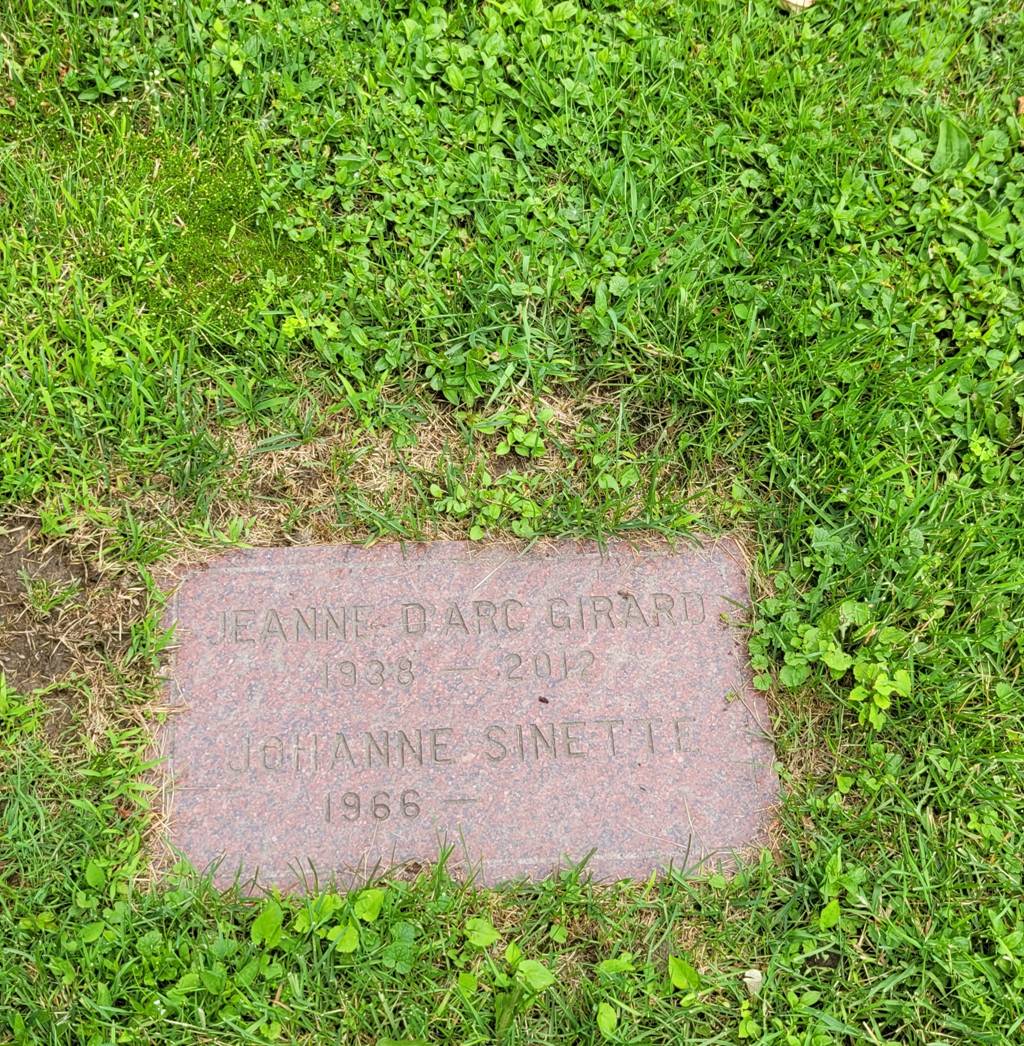 JEANNE D'ARC GIRARD
1938 — 2012
JOHANNE SINETTE
1966 —